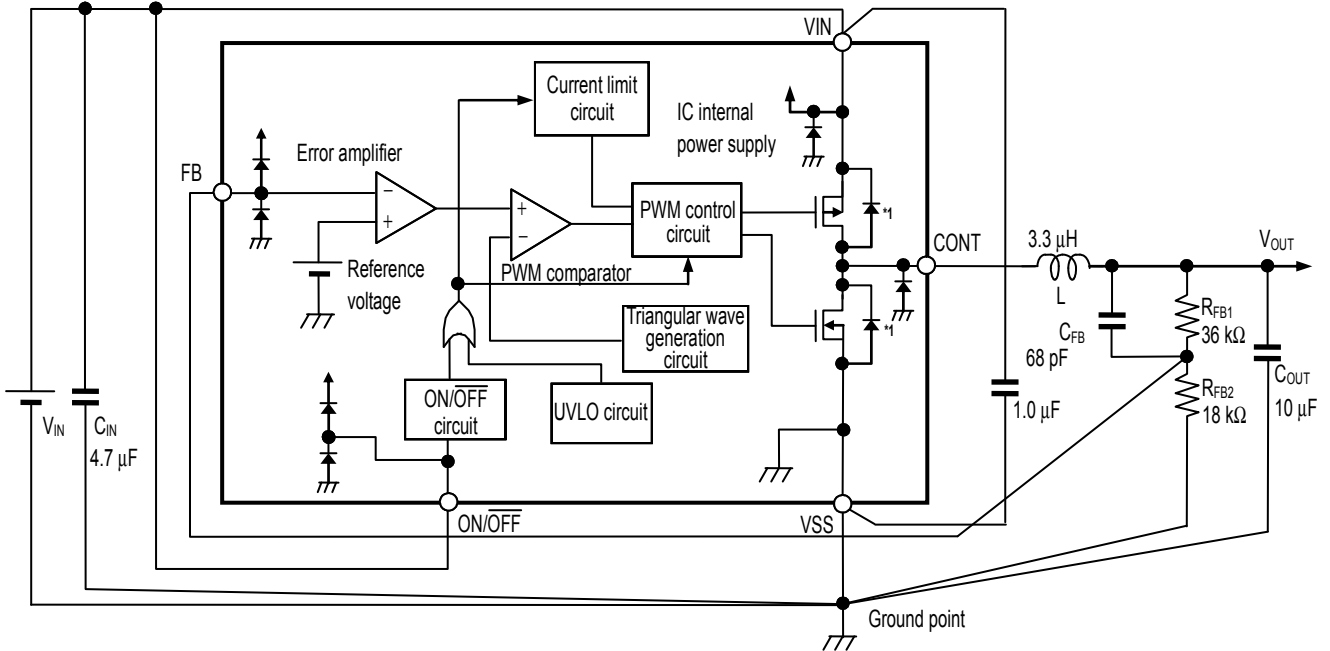 VIN
Current limit
circuit
IC internal
power supply
Error amplifier
FB
−
+
+
−
PWM control
circuit
*1
CONT
3.3 μH
L
VOUT
Reference
voltage
PWM comparator
Triangular wave
generation
circuit
*1
CFB
68 pF
RFB1
36 kΩ
RFB2
18 kΩ
COUT
10 μF
1.0 μF
VIN
CIN
4.7 μF
ON/OFF
circuit
UVLO circuit
ON/OFF
VSS
Ground point